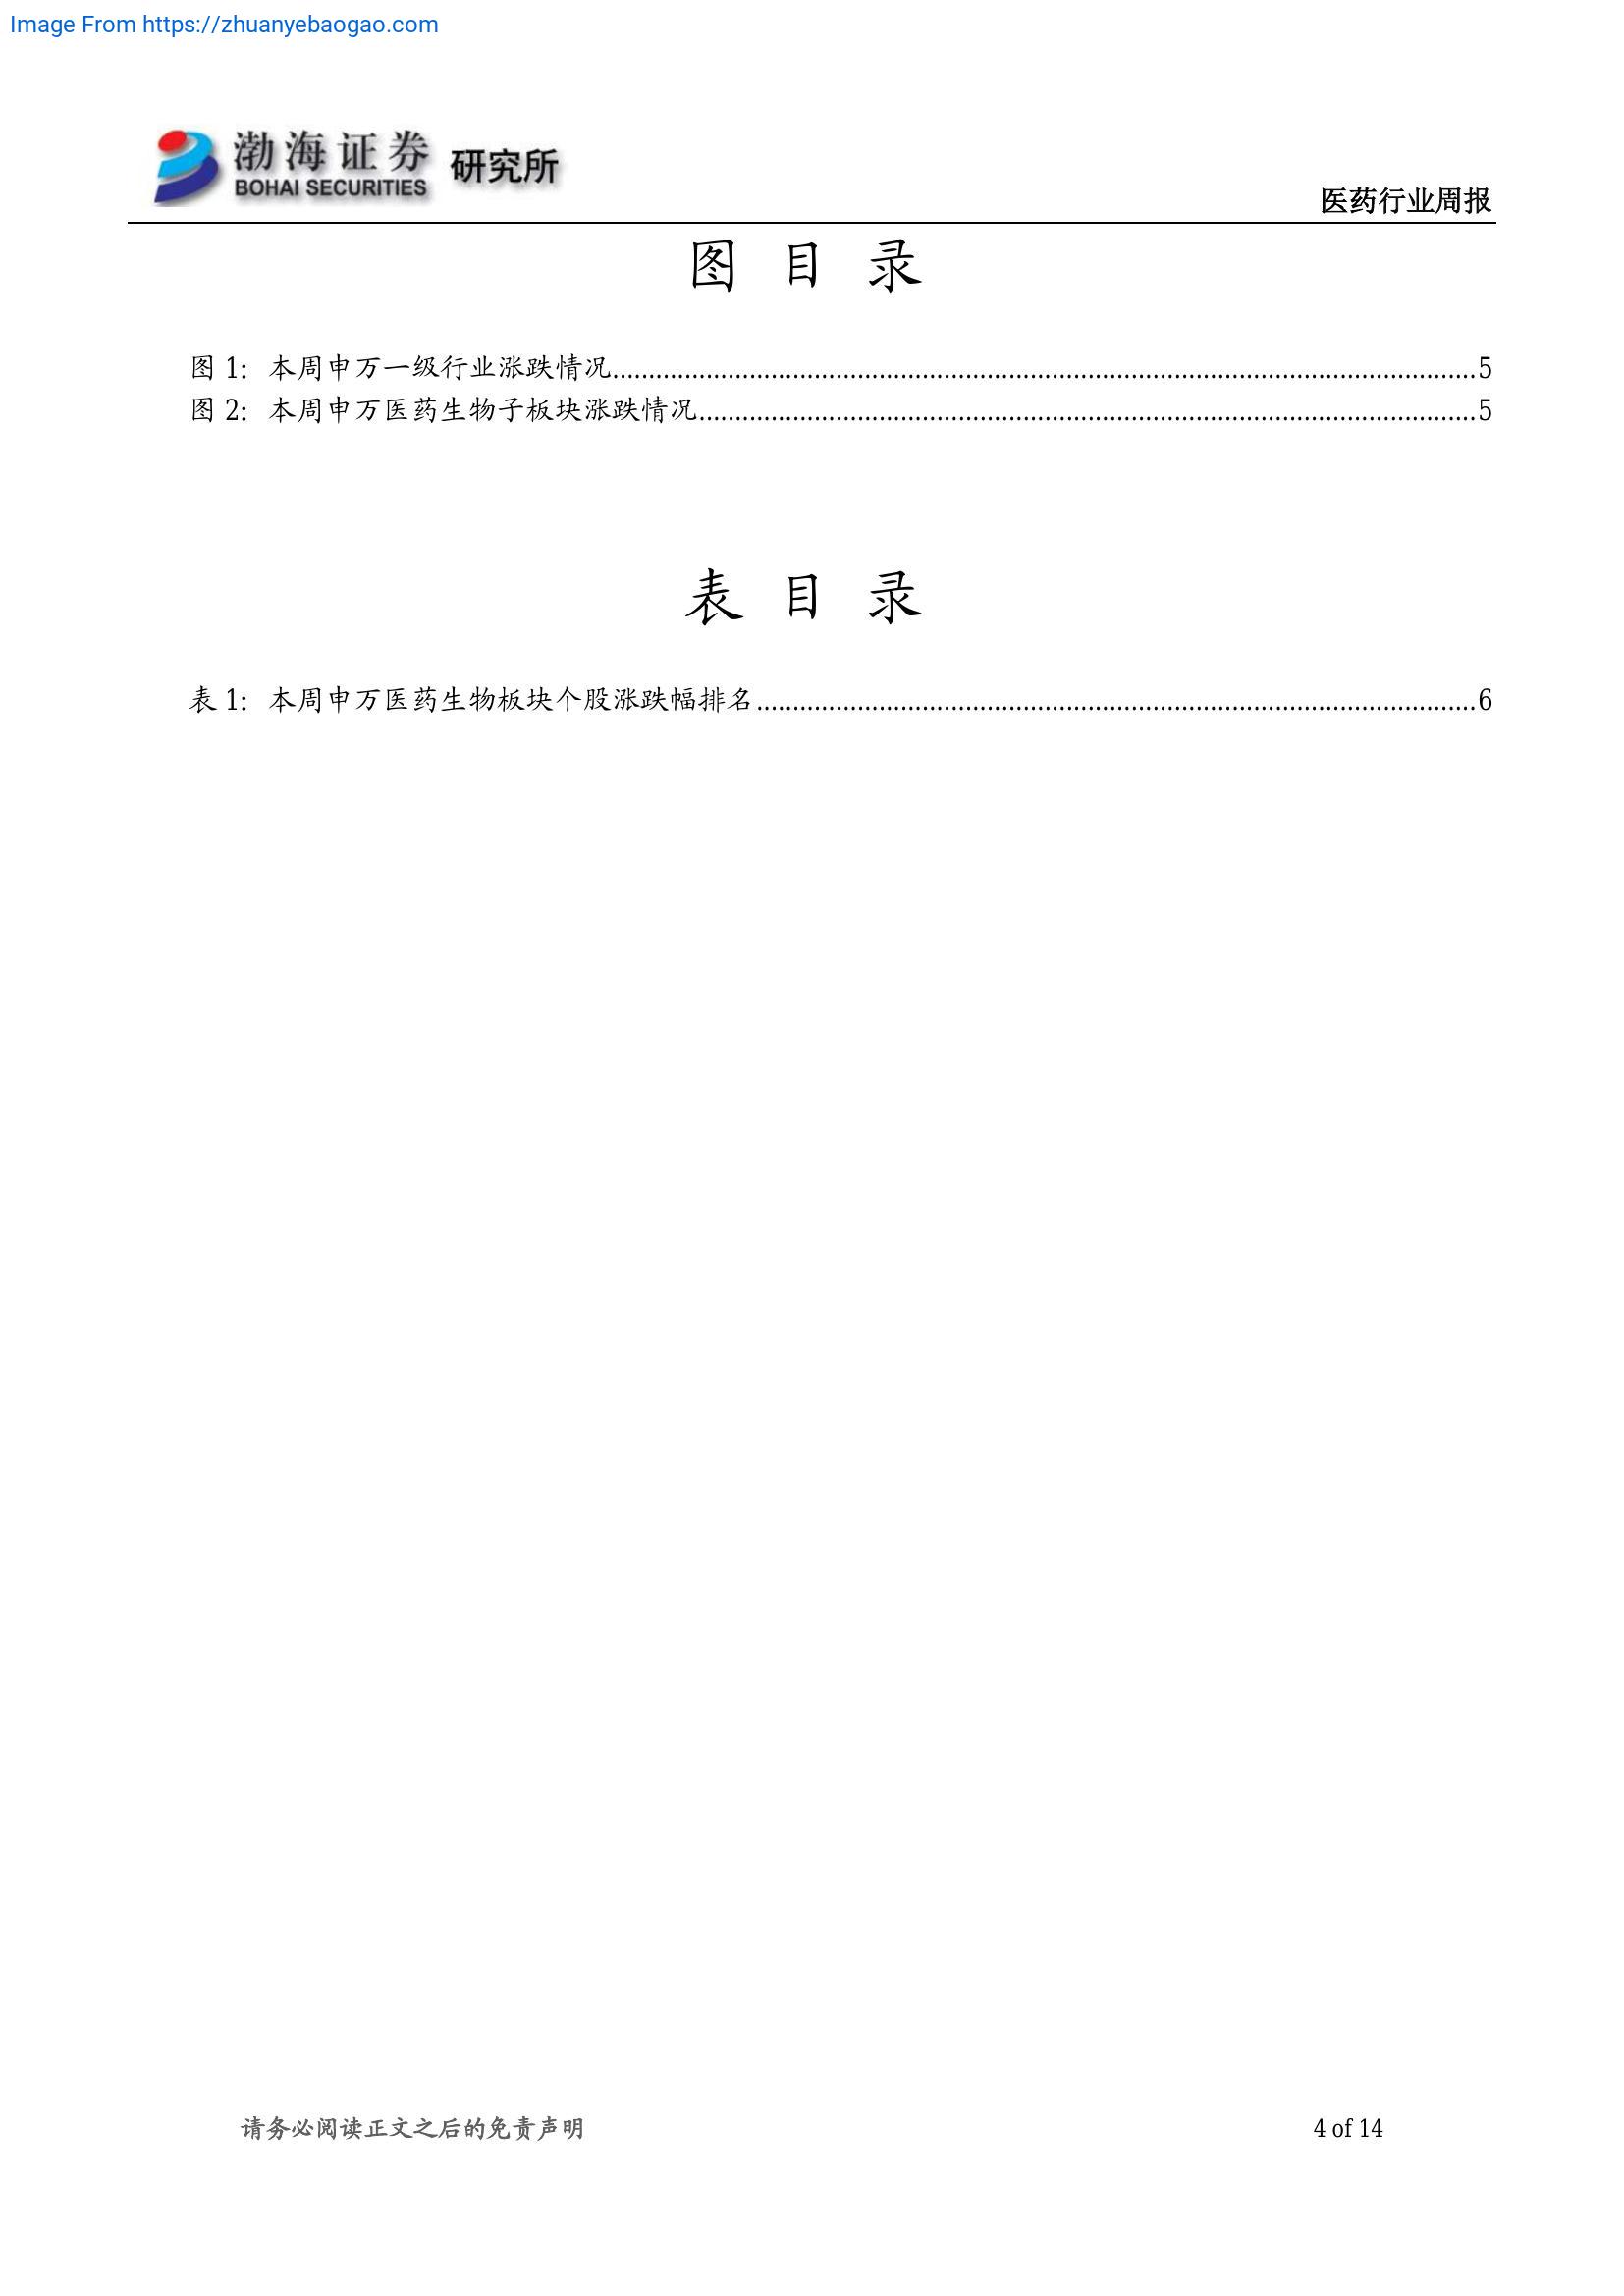 Image From https://zhuanyebaogao.com
渤海证券 研究所
BOHAI SECURITIES
医药行业周报
图 目 录
图 1: 本周申万一级行业涨跌情况........................................5
图 2: 本周申万医药生物子板块涨跌情况........................................5
表 目 录
表 1: 本周申万医药生物板块个股涨跌幅排名........................................6
请务必阅读正文之后的免责声明 4 of 14